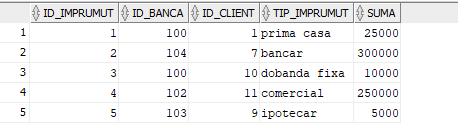 ID_IMPRUMUT ID_BANCA ID_CLIENT TIP_IMPRUMUT SUMA
1 1 100 1 prima casa 25000
2 2 104 7 bancar 300000
3 3 100 10 dobanda fixa 10000
4 4 102 11 comercial 250000
5 5 103 9 ipotecar 5000